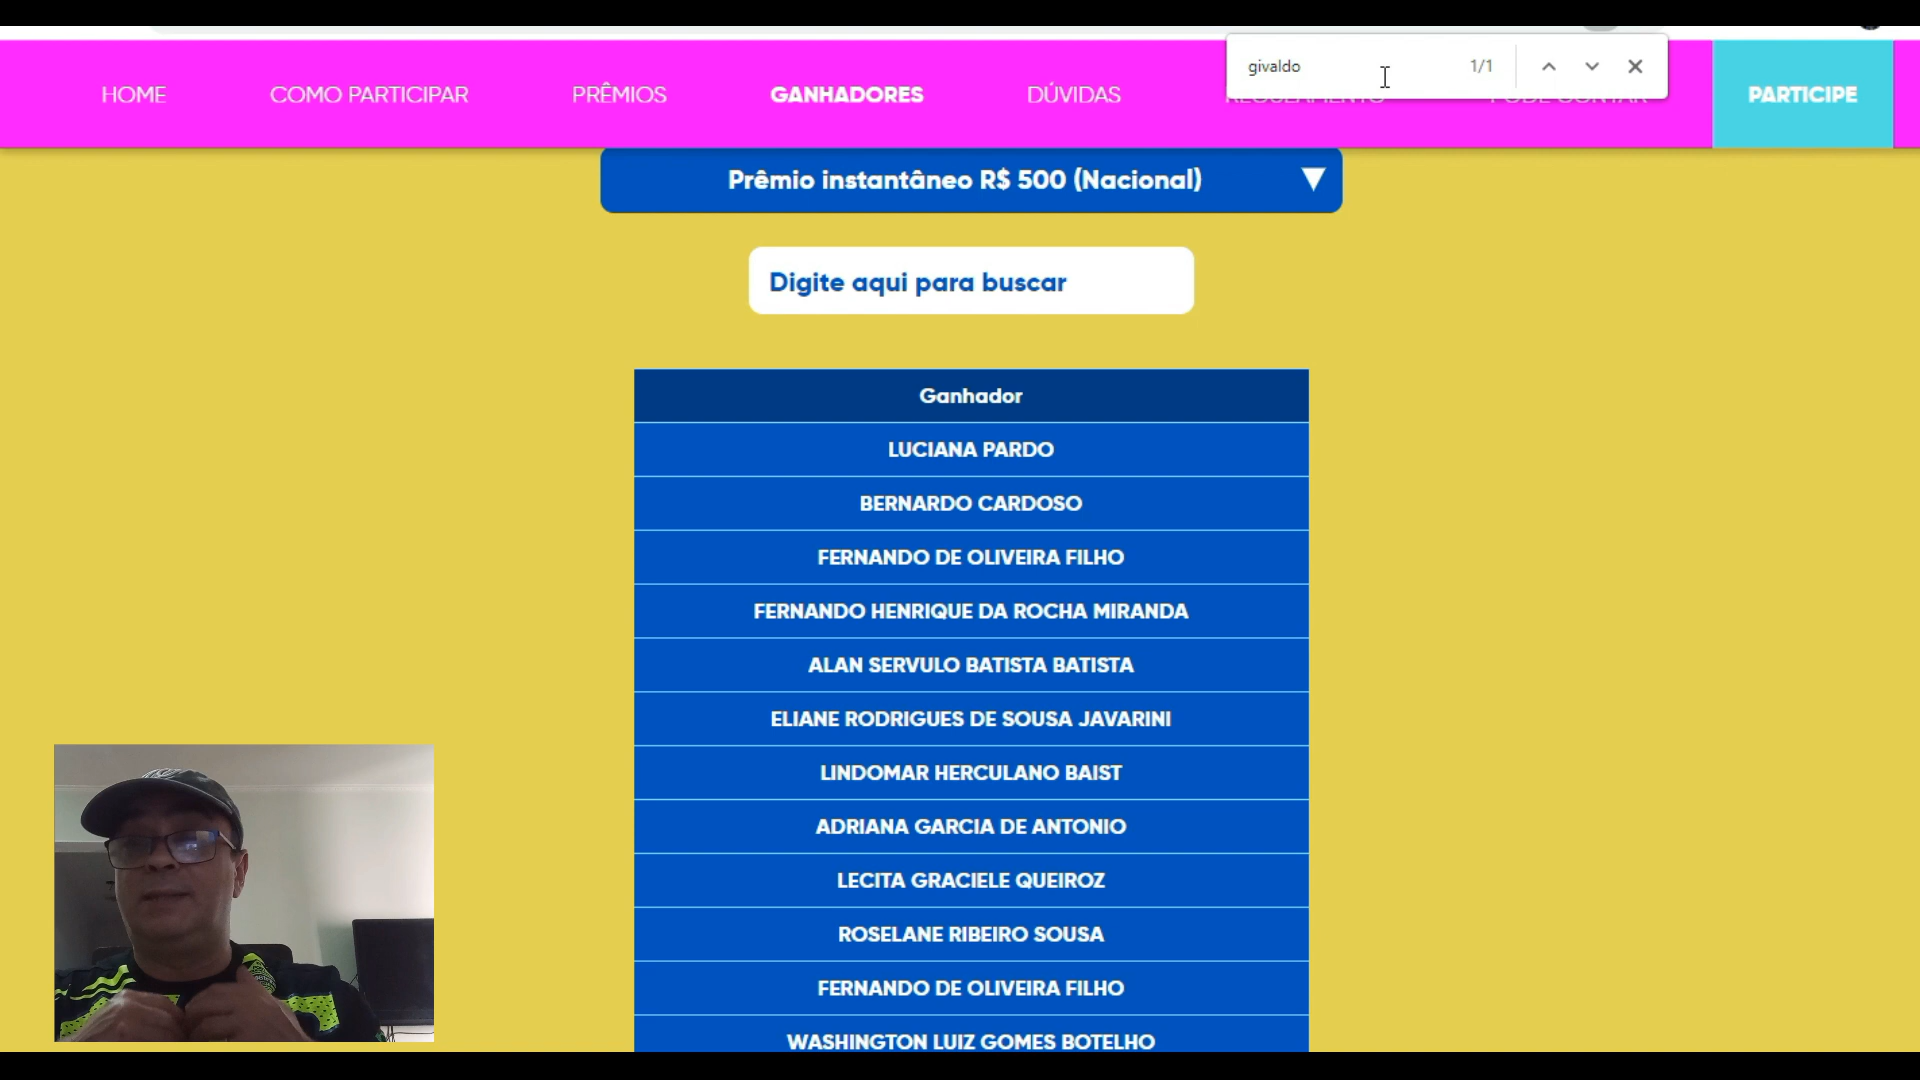 givaldo 1/1
HOME COMO PARTICIPAR PRÊMIOS GANHADORES DÚVIDAS REGULAMENTO PODE CONTAR PARTICIPE
Prêmio instantâneo R$ 500 (Nacional)
Digite aqui para buscar
Ganhador
LUCIANA PARDO
BERNARDO CARDOSO
FERNANDO DE OLIVEIRA FILHO
FERNANDO HENRIQUE DA ROCHA MIRANDA
ALAN SERVULO BATISTA BATISTA
ELIANE RODRIGUES DE SOUSA JAVARINI
LINDOMAR HERCULANO BAIST
ADRIANA GARCIA DE ANTONIO
LECITA GRACIELE QUEIROZ
ROSELANE RIBEIRO SOUSA
FERNANDO DE OLIVEIRA FILHO
WASHINGTON LUIZ GOMES BOTELHO